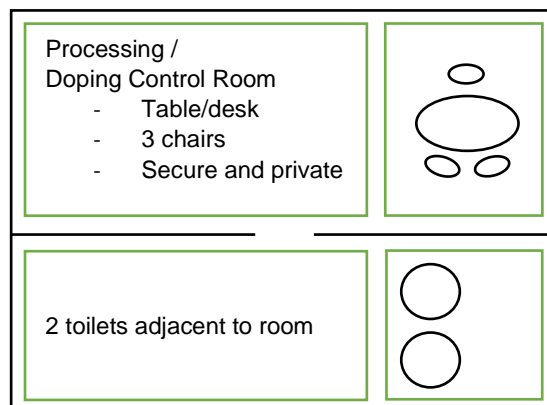 Processing /
Doping Control Room
- Table/desk
- 3 chairs
- Secure and private
2 toilets adjacent to room